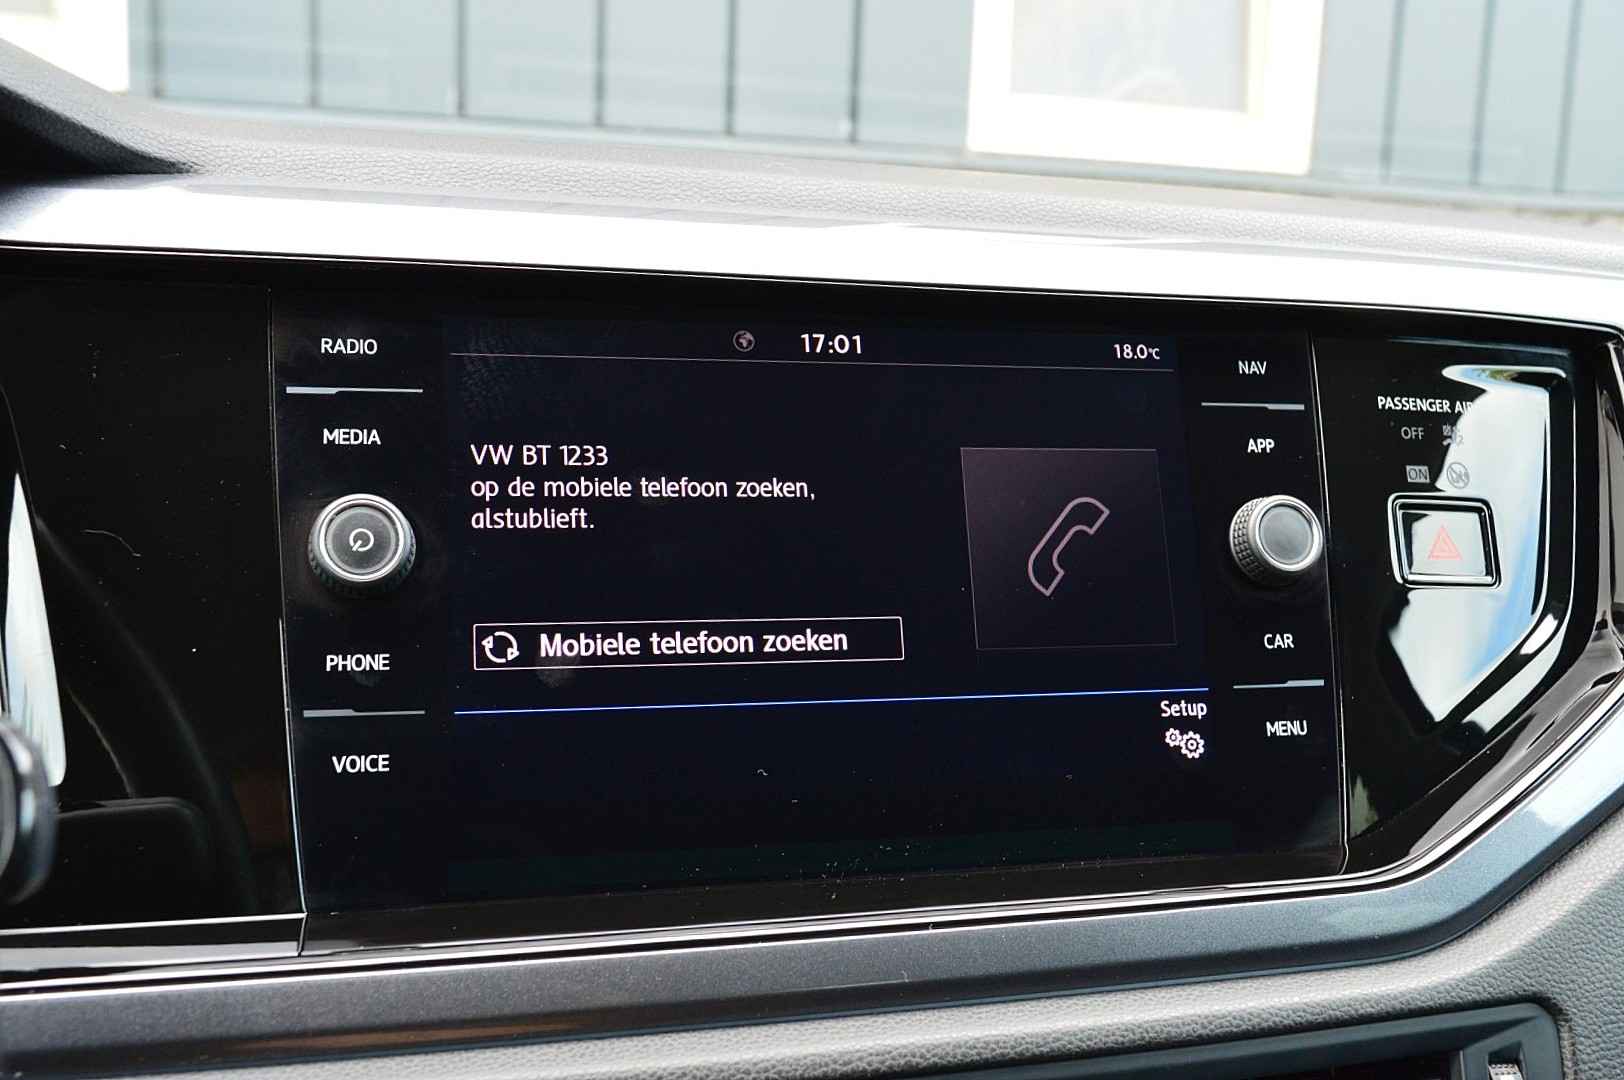 RADIO
MEDIA
PHONE
VOICE
17:01
18.0°C
VW BT 1233
op de mobiele telefoon zoeken,
alstublieft.
Mobiele telefoon zoeken
Setup
NAV
APP
CAR
MENU
PASSENGER
OFF
ON